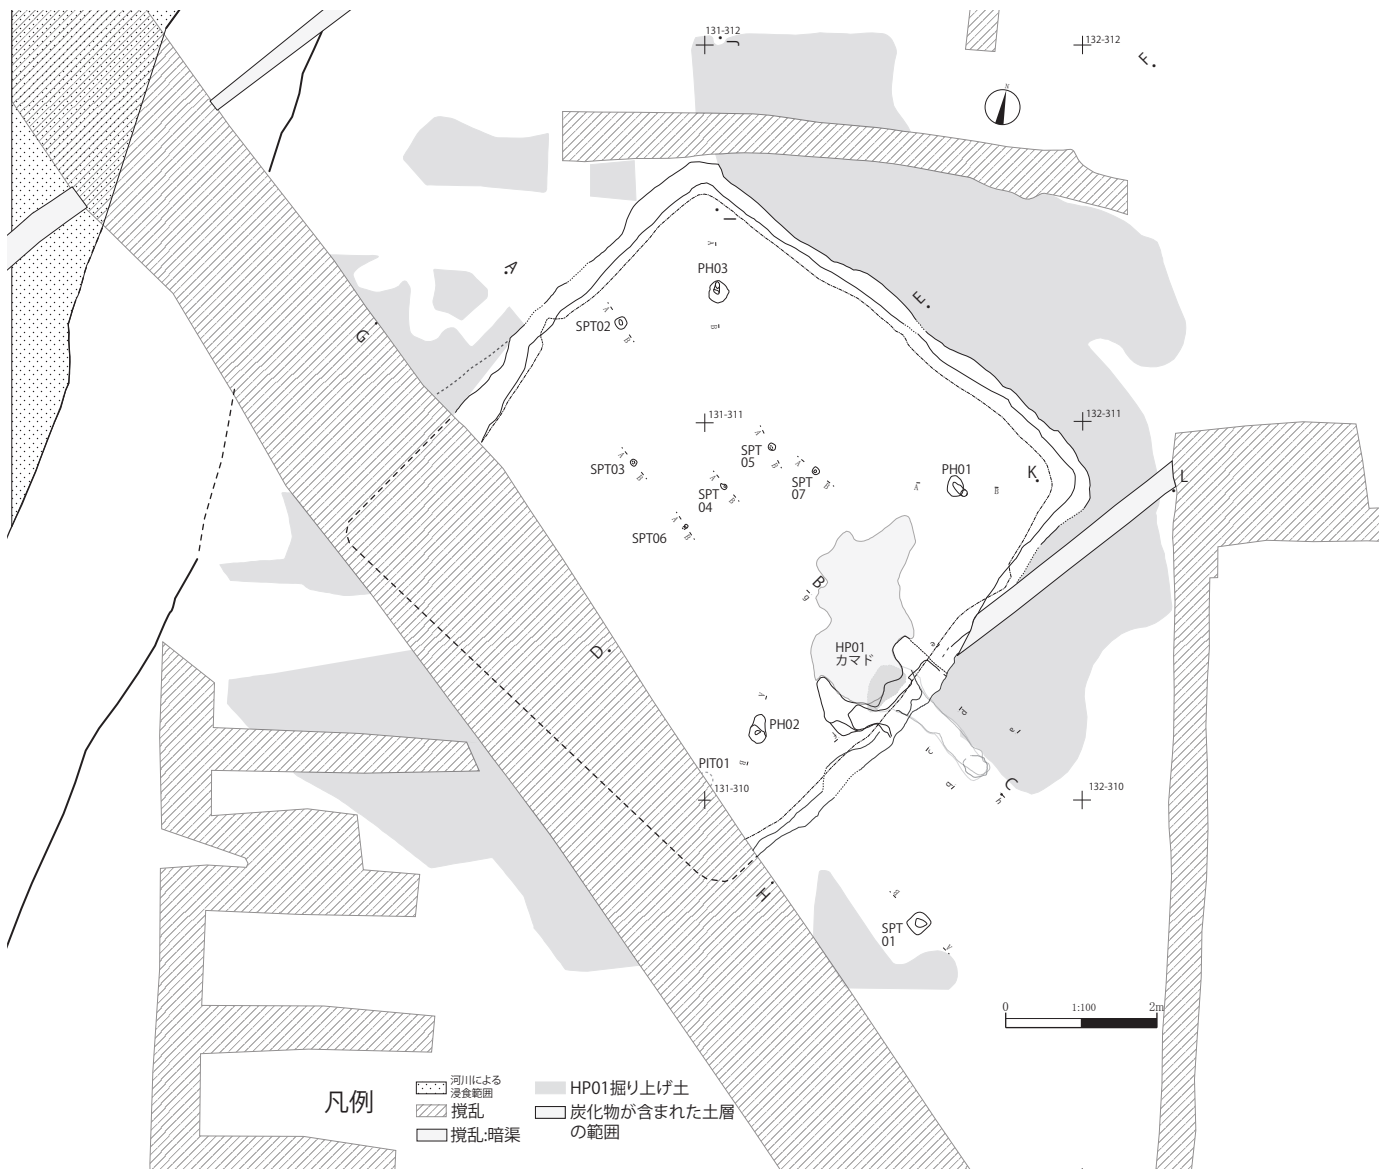 131-312
J
132-312
F
N
I
A
PH03
A
E
SPT02
A
B
B
G
131-311
132-311
SPT
05
SPT03
A
B
SPT
04
SPT
07
PH01
K
L
SPT06
B
HP01
カマド
D
PH02
PIT01
131-310
C
132-310
H
SPT
01
0
1:100
2m
凡例
河川による
浸食範囲
攪乱
攪乱:暗渠
HP01掘り上げ土
炭化物が含まれた土層
の範囲